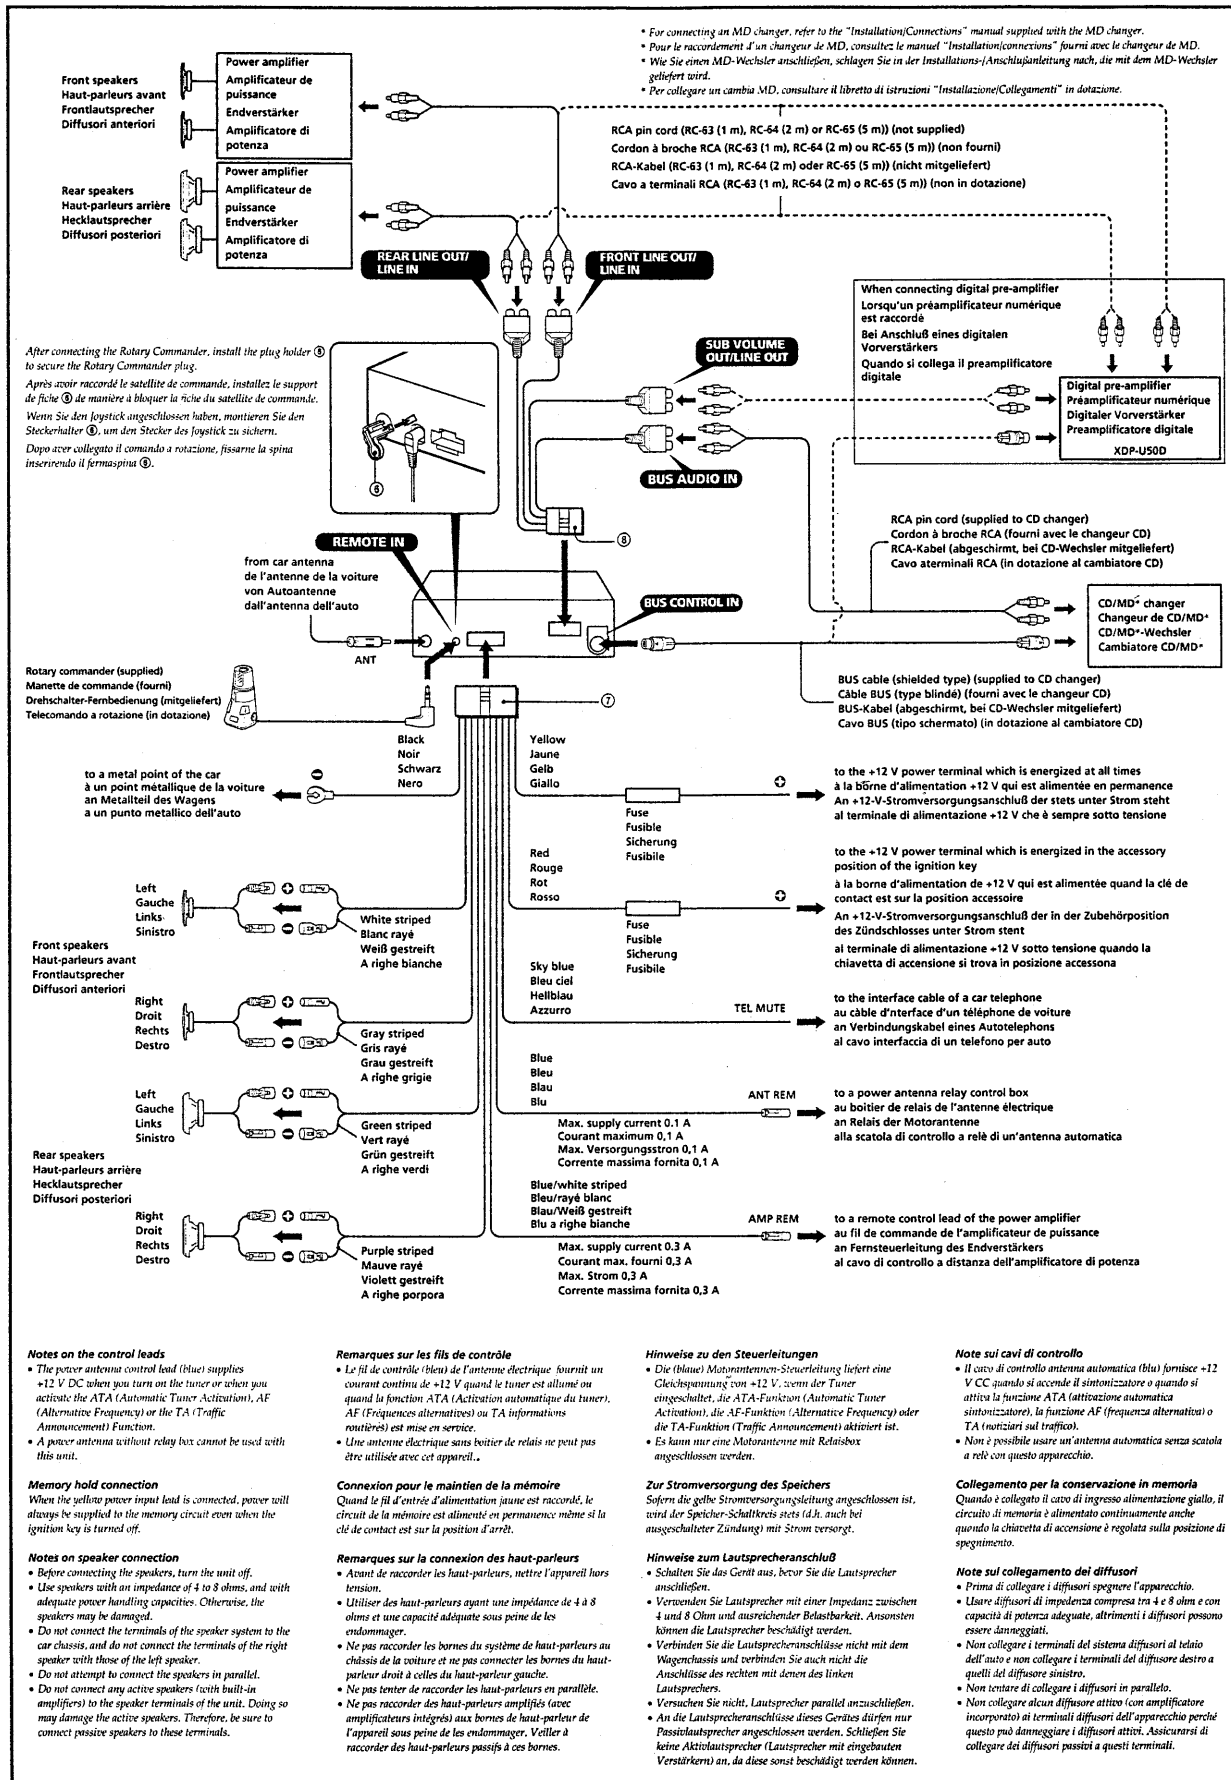 * For connecting an MD changer, refer to the "Installation/Connections" manual supplied with the MD changer.
* Pour le raccordement d'un changeur de MD, consultez le manuel "Installation/connexions" fourni avec le changeur de MD.
* Wie Sie einen MD-Wechsler anschließen, schlagen Sie in der Installations-/Anschlußanleitung nach, die mit dem MD-Wechsler
geliefert wird.
* Per collegare un cambia MD, consultare il libretto di istruzioni "Installazione/Collegamenti" in dotazione.
Front speakers
Haut-parleurs avant
Frontlautsprecher
Diffusori anteriori
Power amplifier
Amplificateur de
puissance
Endverstärker
Amplificatore di
potenza
RCA pin cord (RC-63 (1 m), RC-64 (2 m) or RC-65 (5 m)) (not supplied)
Cordon à broche RCA (RC-63 (1 m), RC-64 (2 m) ou RC-65 (5 m)) (non fourni)
RCA-Kabel (RC-63 (1 m), RC-64 (2 m) oder RC-65 (5 m)) (nicht mitgeliefert)
Cavo a terminali RCA (RC-63 (1 m), RC-64 (2 m) o RC-65 (5 m)) (non in dotazione)
Rear speakers
Haut-parleurs arrière
Hecklautsprecher
Diffusori posteriori
Power amplifier
Amplificateur de
puissance
Endverstärker
Amplificatore di
potenza
REAR LINE OUT/
LINE IN
FRONT LINE OUT/
LINE IN
When connecting digital pre-amplifier
Lorsqu'un préamplificateur numérique
est raccordé
Bei Anschluß eines digitalen
Vorverstärkers
Quando si collega il preamplificatore
digitale
Digital pre-amplifier
Préamplificateur numérique
Digitaler Vorverstärker
Preamplificatore digitale
XDP-U50D
After connecting the Rotary Commander, install the plug holder ⑥
to secure the Rotary Commander plug.
Après avoir raccordé le satellite de commande, installez le support
de fiche ⑥ de manière à bloquer la fiche du satellite de commande.
Wenn Sie den Joystick angeschlossen haben, montieren Sie den
Steckerhalter ⑥, um den Stecker des Joystick zu sichern.
Dopo aver collegato il comando a rotazione, fissarne la spina
inserirendo il fermaspina ⑥.
⑥
SUB VOLUME
OUT/LINE OUT
BUS AUDIO IN
⑧
REMOTE IN
from car antenna
de l'antenne de la voiture
von Autoantenne
dall'antenna dell'auto
ANT
BUS CONTROL IN
RCA pin cord (supplied to CD changer)
Cordon à broche RCA (fourni avec le changeur CD)
RCA-Kabel (abgeschirmt, bei CD-Wechsler mitgeliefert)
Cavo aterminali RCA (in dotazione al cambiatore CD)
CD/MD* changer
Changeur de CD/MD*
CD/MD*-Wechsler
Cambiatore CD/MD*
BUS cable (shielded type) (supplied to CD changer)
Câble BUS (type blindé) (fourni avec le changeur CD)
BUS-Kabel (abgeschirmt, bei CD-Wechsler mitgeliefert)
Cavo BUS (tipo schermato) (in dotazione al cambiatore CD)
Rotary commander (supplied)
Manette de commande (fourni)
Drehschalter-Fernbedienung (mitgeliefert)
Telecomando a rotazione (in dotazione)
⑦
Black
Noir
Schwarz
Nero
Yellow
Jaune
Gelb
Giallo
to a metal point of the car
à un point métallique de la voiture
an Metallteil des Wagens
a un punto metallico dell'auto
Fuse
Fusible
Sicherung
Fusibile
to the +12 V power terminal which is energized at all times
à la borne d'alimentation +12 V qui est alimentée en permanence
An +12-V-Stromversorgungsanschluß der stets unter Strom steht
al terminale di alimentazione +12 V che è sempre sotto tensione
Red
Rouge
Rot
Rosso
Fuse
Fusible
Sicherung
Fusibile
to the +12 V power terminal which is energized in the accessory
position of the ignition key
à la borne d'alimentation de +12 V qui est alimentée quand la clé de
contact est sur la position accessoire
An +12-V-Stromversorgungsanschluß der in der Zubehörposition
des Zündschlosses unter Strom stent
al terminale di alimentazione +12 V sotto tensione quando la
chiavetta di accensione si trova in posizione accessona
Front speakers
Haut-parleurs avant
Frontlautsprecher
Diffusori anteriori
Left
Gauche
Links
Sinistro
White striped
Blanc rayé
Weiß gestreift
A righe bianche
Right
Droit
Rechts
Destro
Gray striped
Gris rayé
Grau gestreift
A righe grigie
Sky blue
Bleu ciel
Hellblau
Azzurro
TEL MUTE
to the interface cable of a car telephone
au câble d'nterface d'un téléphone de voiture
an Verbindungskabel eines Autotelephons
al cavo interfaccia di un telefono per auto
Blue
Bleu
Blau
Blu
ANT REM
Max. supply current 0.1 A
Courant maximum 0,1 A
Max. Versorgungsstron 0,1 A
Corrente massima fornita 0,1 A
to a power antenna relay control box
au boitier de relais de l'antenne électrique
an Relais der Motorantenne
alla scatola di controllo a relè di un'antenna automatica
Rear speakers
Haut-parleurs arrière
Hecklautsprecher
Diffusori posteriori
Left
Gauche
Links
Sinistro
Green striped
Vert rayé
Grün gestreift
A righe verdi
Right
Droit
Rechts
Destro
Purple striped
Mauve rayé
Violett gestreift
A righe porpora
Blue/white striped
Bleu/rayé blanc
Blau/Weiß gestreift
Blu a righe bianche
AMP REM
Max. supply current 0.3 A
Courant max. fourni 0,3 A
Max. Strom 0,3 A
Corrente massima fornita 0,3 A
to a remote control lead of the power amplifier
au fil de commande de l'amplificateur de puissance
an Fernsteuerleitung des Endverstärkers
al cavo di controllo a distanza dell'amplificatore di potenza
Notes on the control leads
• The power antenna control lead (blue) supplies
+12 V DC when you turn on the tuner or when you
activate the ATA (Automatic Tuner Activation), AF
(Alternative Frequency) or the TA (Traffic
Announcement) Function.
• A power antenna without relay box cannot be used with
this unit.
Memory hold connection
When the yellow power input lead is connected, power will
always be supplied to the memory circuit even when the
ignition key is turned off.
Notes on speaker connection
• Before connecting the speakers, turn the unit off.
• Use speakers with an impedance of 4 to 8 ohms, and with
adequate power handling capacities. Otherwise, the
speakers may be damaged.
• Do not connect the terminals of the speaker system to the
car chassis, and do not connect the terminals of the right
speaker with those of the left speaker.
• Do not attempt to connect the speakers in parallel.
• Do not connect any active speakers (with built-in
amplifiers) to the speaker terminals of the unit. Doing so
may damage the active speakers. Therefore, be sure to
connect passive speakers to these terminals.
Remarques sur les fils de contrôle
• Le fil de contrôle (bleu) de l'antenne électrique fournit un
courant continu de +12 V quand le tuner est allumé ou
quand la fonction ATA (Activation automatique du tuner),
AF (Fréquences alternatives) ou TA informations
routières) est mise en service.
• Une antenne électrique sans boitier de relais ne peut pas
être utilisée avec cet appareil..
Connexion pour le maintien de la mémoire
Quand le fil d'entrée d'alimentation jaune est raccordé, le
circuit de la mémoire est alimenté en permanence même si la
clé de contact est sur la position d'arrêt.
Remarques sur la connexion des haut-parleurs
• Avant de raccorder les haut-parleurs, nettre l'appareil hors
tension.
• Utiliser des haut-parleurs ayant une impédance de 4 à 8
ohms et une capacité adéquate sous peine de les
endommager.
• Ne pas raccorder les bornes du système de haut-parleurs au
châssis de la voiture et ne pas connecter les bornes du haut-
parleur droit à celles du haut-parleur gauche.
• Ne pas tenter de raccorder les haut-parleurs en parallèle.
• Ne pas raccorder des haut-parleurs amplifiés (avec
amplificateurs intégrés) aux bornes de haut-parleur de
l'appareil sous peine de les endommager. Veiller à
raccorder des haut-parleurs passifs à ces bornes.
Hinweise zu den Steuerleitungen
• Die (blaue) Motorantennen-Steuerleitung liefert eine
Gleichspannung von +12 V, wenn der Tuner
eingeschaltet, die ATA-Funktion (Automatic Tuner
Activation), die AF-Funktion (Alternative Frequency) oder
die TA-Funktion (Traffic Announcement) aktiviert ist.
• Es kann nur eine Motorantenne mit Relaisbox
angeschlossen werden.
Zur Stromversorgung des Speichers
Sofern die gelbe Stromversorgungsleitung angeschlossen ist,
wird der Speicher-Schaltkreis stets (d.h. auch bei
ausgeschalteter Zündung) mit Strom versorgt.
Hinweise zum Lautsprecheranschluß
• Schalten Sie das Gerät aus, bevor Sie die Lautsprecher
anschließen.
• Verwenden Sie Lautsprecher mit einer Impedanz zwischen
4 und 8 Ohm und ausreichender Belastbarkeit. Ansonsten
können die Lautsprecher beschädigt werden.
• Verbinden Sie die Lautsprecheranschlüsse nicht mit dem
Wagenchassis und verbinden Sie auch nicht die
Anschlüsse des rechten mit denen des linken
Lautsprechers.
• Versuchen Sie nicht, Lautsprecher parallel anzuschließen.
• An die Lautsprecheranschlüsse dieses Gerätes dürfen nur
Passivlautsprecher angeschlossen werden. Schließen Sie
keine Aktivlautsprecher (Lautsprecher mit eingebauten
Verstärkern) an, da diese sonst beschädigt werden können.
Note sui cavi di controllo
• Il cavo di controllo antenna automatica (blu) fornisce +12
V CC quando si accende il sintonizzatore o quando si
attiva la funzione ATA (attivazione automatica
sintonizzatore), la funzione AF (frequenza alternativa) o
TA (notiziari sul traffico).
• Non è possibile usare un'antenna automatica senza scatola
a relè con questo apparecchio.
Collegamento per la conservazione in memoria
Quando è collegato il cavo di ingresso alimentazione giallo, il
circuito di memoria è alimentato continuamente anche
quando la chiavetta di accensione è regolata sulla posizione di
spegnimento.
Note sul collegamento dei diffusori
• Prima di collegare i diffusori spegnere l'apparecchio.
• Usare diffusori di impedenza compresa tra 4 e 8 ohm e con
capacità di potenza adeguate, altrimenti i diffusori possono
essere danneggiati.
• Non collegare i terminali del sistema diffusori al telaio
dell'auto e non collegare i terminali del diffusore destro a
quelli del diffusore sinistro.
• Non tentare di collegare i diffusori in paralleto.
• Non collegare alcun diffusore attivo (con amplificatore
incorporato) ai terminali diffusori dell'apparecchio perché
questo può danneggiare i diffusori attivi. Assicurarsi di
collegare dei diffusori passivi a questi terminali.